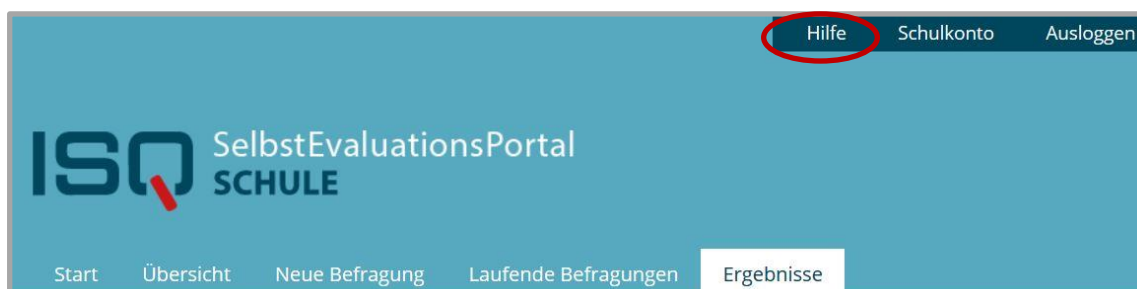 Hilfe Schulkonto Ausloggen
ISQ SelbstEvaluationsPortal
SCHULE
Start Übersicht Neue Befragung Laufende Befragungen Ergebnisse